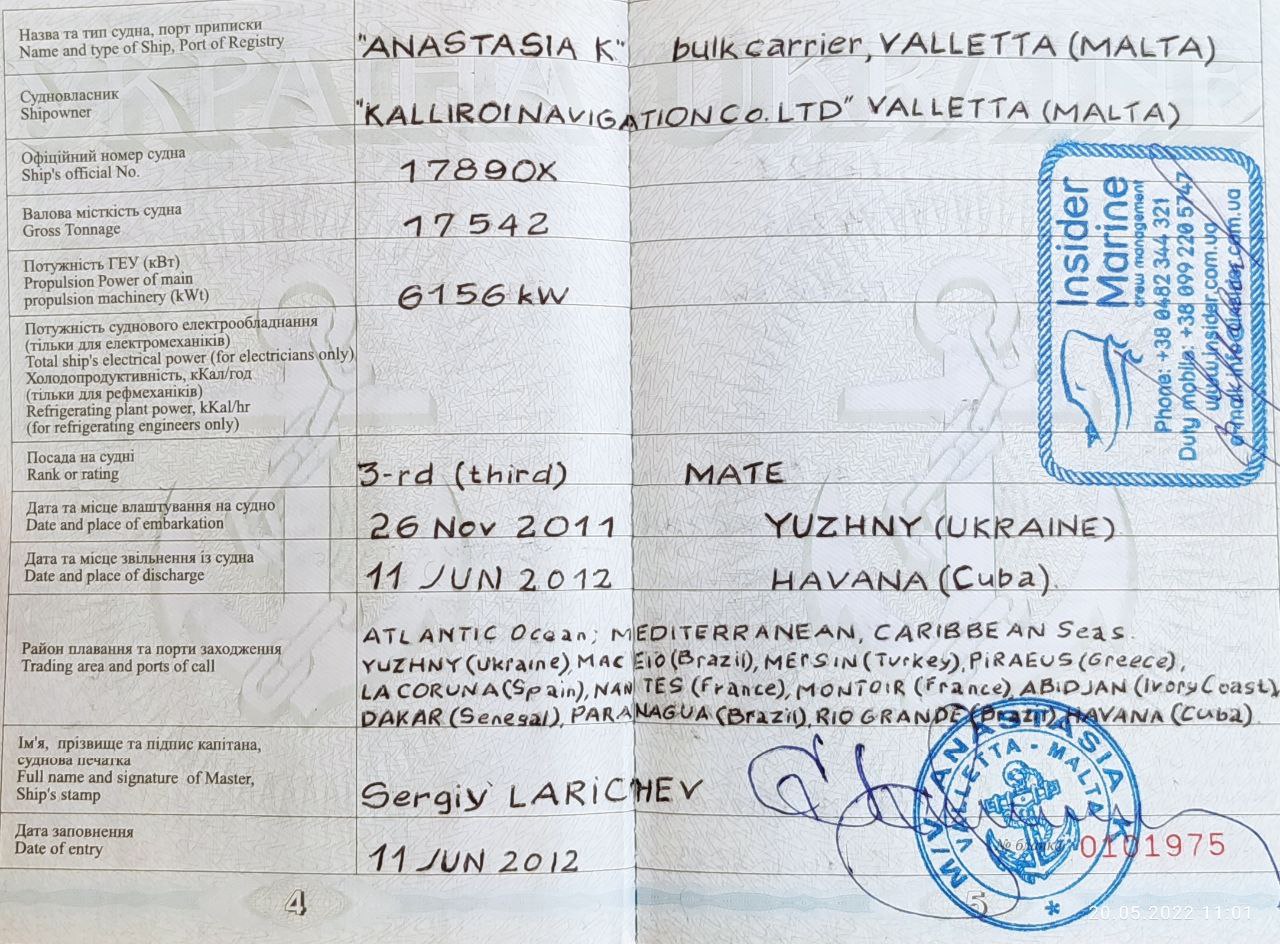 УКРАЇНА UKRAINE
Назва та тип судна, порт приписки
Name and type of Ship, Port of Registry
"ANASTASIA K" bulk carrier, VALLETTA (MALTA)
Судновласник
Shipowner
"KALLIROI NAVIGATION Co. LTD" VALLETTA (MALTA)
Офіційний номер судна
Ship's official No.
17890X
Валова місткість судна
Gross Tonnage
17542
Потужність ГЕУ (кВт)
Propulsion Power of main
propulsion machinery (kWt)
6156 kW
Потужність суднового електрообладнання
(тільки для електромеханіків)
Total ship's electrical power (for electricians only)
Холодопродуктивність, кКал/год
(тільки для рефмеханіків)
Refrigerating plant power, kKal/hr
(for refrigerating engineers only)
Посада на судні
Rank or rating
3-rd (third) MATE
Дата та місце влаштування на судно
Date and place of embarkation
26 Nov 2011 YUZHNY (UKRAINE)
Дата та місце звільнення із судна
Date and place of discharge
11 JUN 2012 HAVANA (Cuba).
Район плавання та порти заходження
Trading area and ports of call
ATLANTIC Ocean; MEDITERRANEAN, CARIBBEAN Seas.
YUZHNY (Ukraine), MACEIO (Brazil), MERSIN (Turkey), PIRAEUS (Greece),
LA CORUNA (Spain), NANTES (France), MONTOIR (France), ABIDJAN (Ivory Coast)
DAKAR (Senegal), PARANAGUA (Brazil), RIO GRANDE (Brazil) HAVANA (Cuba)
Ім'я, прізвище та підпис капітана,
суднова печатка
Full name and signature of Master,
Ship's stamp
Sergiy LARICHEV
Дата заповнення
Date of entry
11 JUN 2012
Insider
Marine
crew management
Phone: +38 0482 344 321
Duty mobile: +38 099 220 5747
www.insider.com.ua
M/V ANASTASIA K
VALLETTA - MALTA
№ бланка 0101975
4
5
20.05.2022 11:01